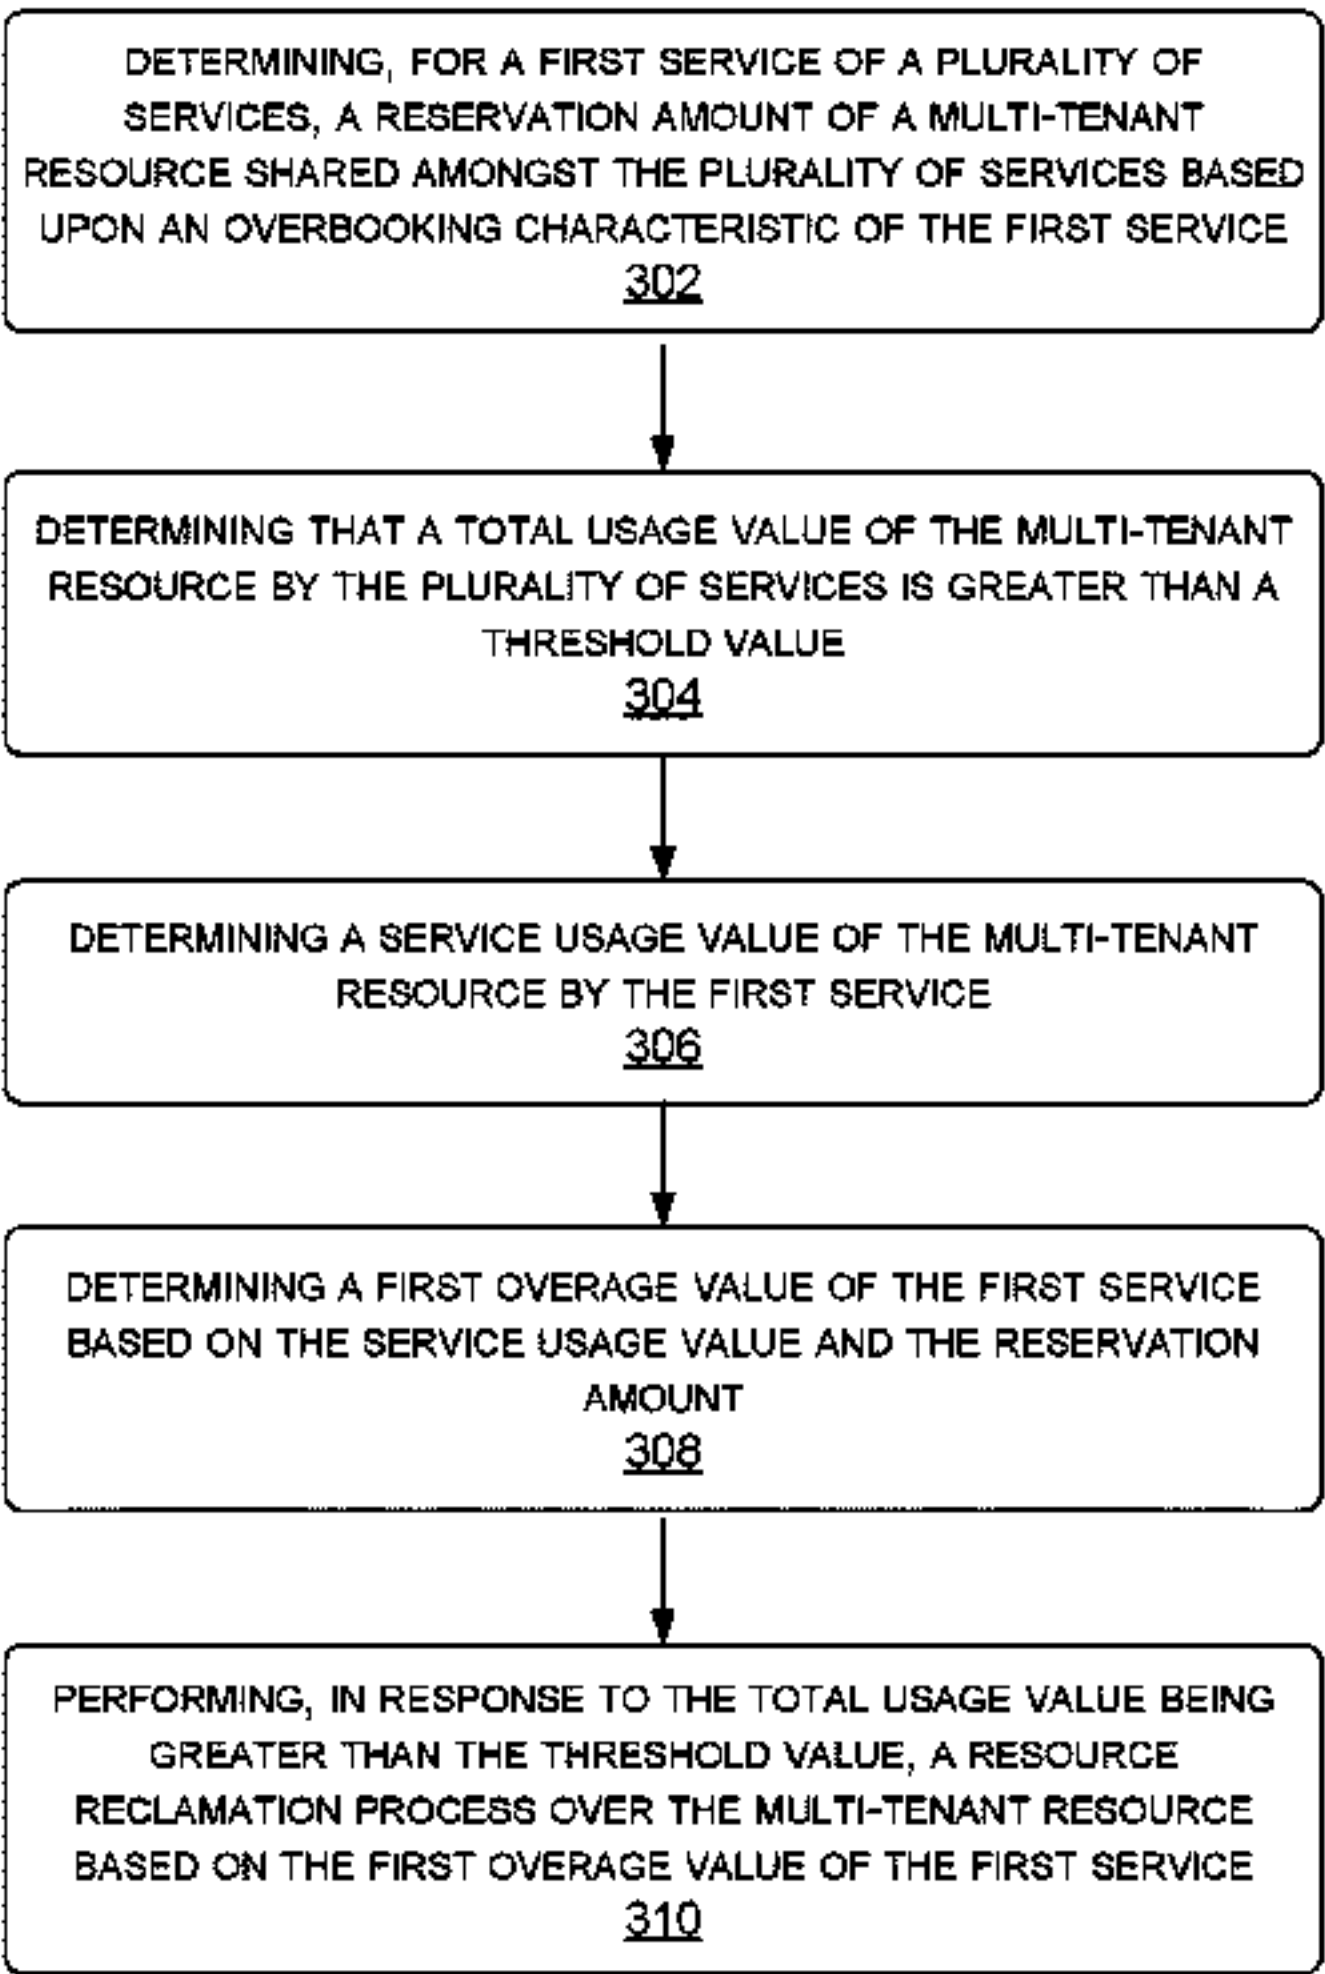 DETERMINING, FOR A FIRST SERVICE OF A PLURALITY OF
SERVICES, A RESERVATION AMOUNT OF A MULTI-TENANT
RESOURCE SHARED AMONGST THE PLURALITY OF SERVICES BASED
UPON AN OVERBOOKING CHARACTERISTIC OF THE FIRST SERVICE
302
DETERMINING THAT A TOTAL USAGE VALUE OF THE MULTI-TENANT
RESOURCE BY THE PLURALITY OF SERVICES IS GREATER THAN A
THRESHOLD VALUE
304
DETERMINING A SERVICE USAGE VALUE OF THE MULTI-TENANT
RESOURCE BY THE FIRST SERVICE
306
DETERMINING A FIRST OVERAGE VALUE OF THE FIRST SERVICE
BASED ON THE SERVICE USAGE VALUE AND THE RESERVATION
AMOUNT
308
PERFORMING, IN RESPONSE TO THE TOTAL USAGE VALUE BEING
GREATER THAN THE THRESHOLD VALUE, A RESOURCE
RECLAMATION PROCESS OVER THE MULTI-TENANT RESOURCE
BASED ON THE FIRST OVERAGE VALUE OF THE FIRST SERVICE
310